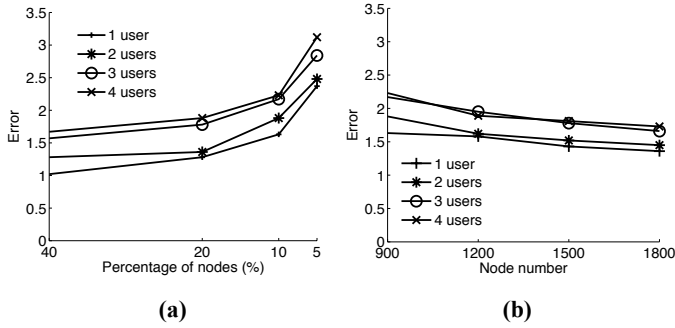 3.5
3
2.5
2
1.5
1
0.5
0
Error
1 user
2 users
3 users
4 users
40
20
10
5
Percentage of nodes (%)
(a)
3.5
3
2.5
2
1.5
1
0.5
0
Error
1 user
2 users
3 users
4 users
900
1200
1500
1800
Node number
(b)